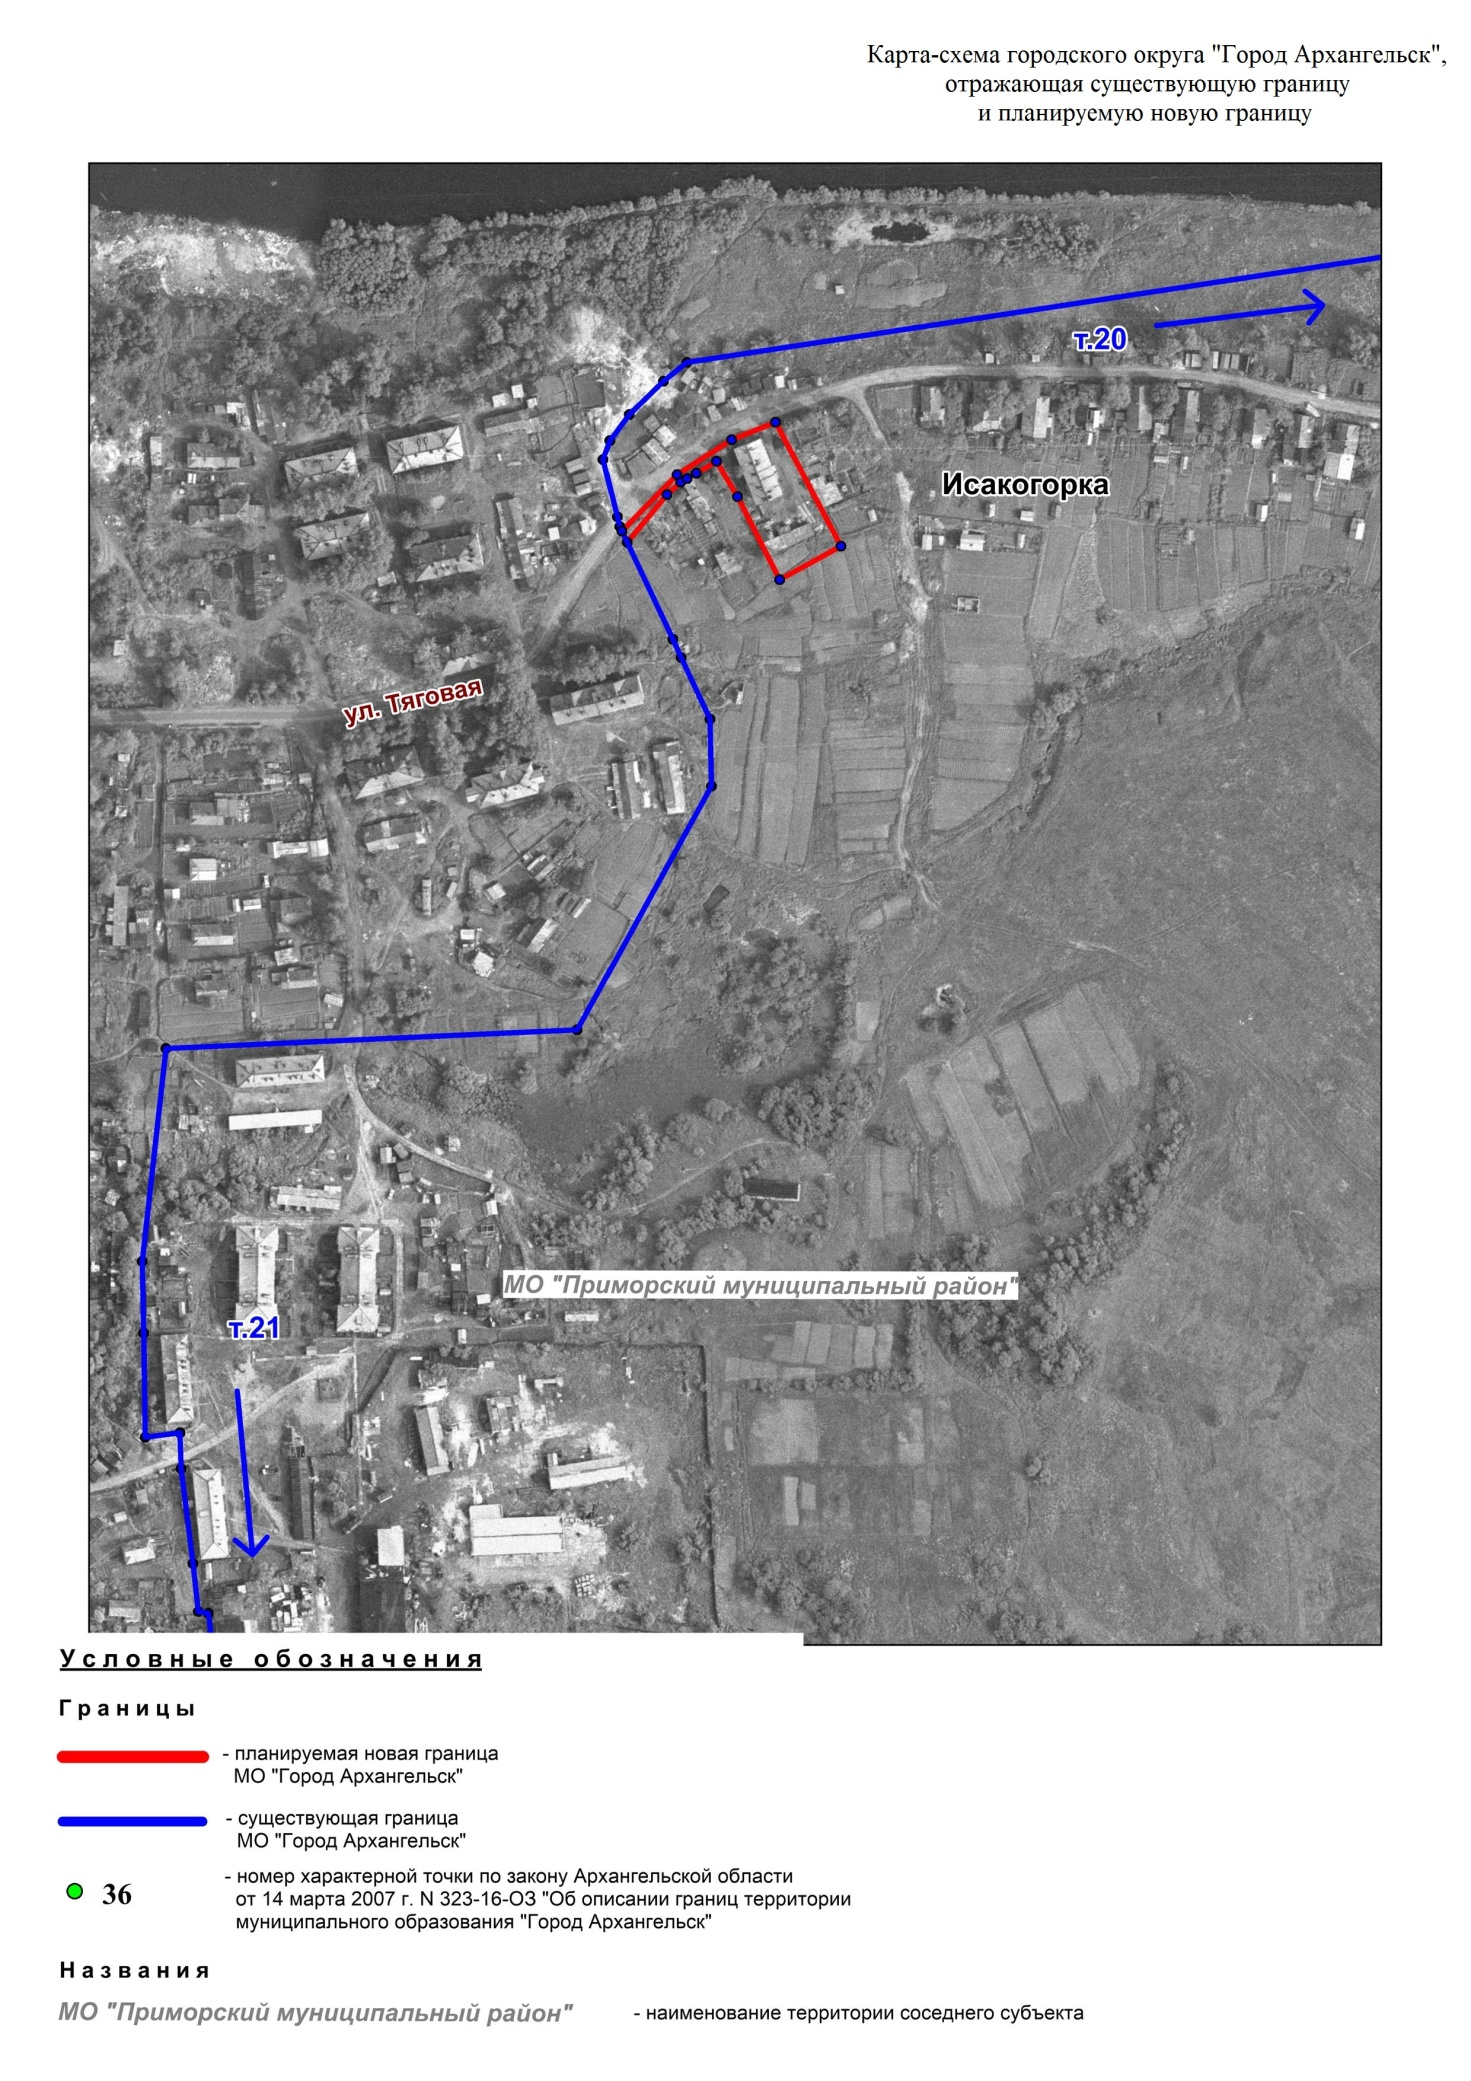 Карта-схема городского округа "Город Архангельск",
отражающая существующую границу
и планируемую новую границу
т.20
Исакогорка
ул. Тяговая
МО "Приморский муниципальный район"
т.21
Условные обозначения
Границы
- планируемая новая граница
МО "Город Архангельск"
- существующая граница
МО "Город Архангельск"
36
- номер характерной точки по закону Архангельской области
от 14 марта 2007 г. N 323-16-ОЗ "Об описании границ территории
муниципального образования "Город Архангельск"
Названия
МО "Приморский муниципальный район"
- наименование территории соседнего субъекта